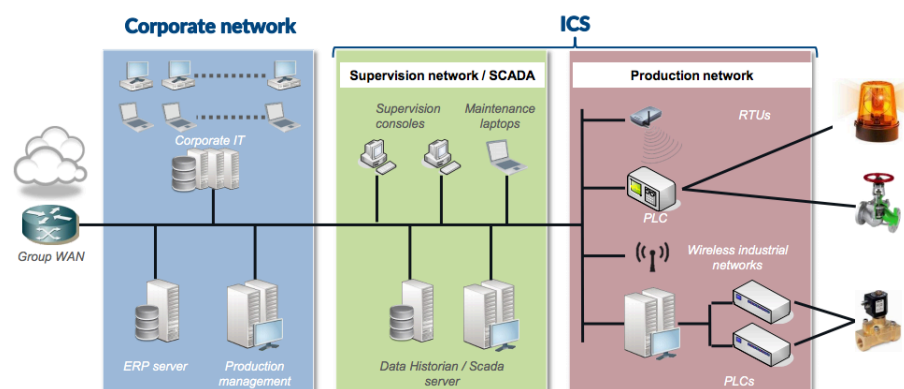 Corporate network
ICS
Supervision network / SCADA
Production network
Supervision
consoles
Maintenance
laptops
RTUs
Corporate IT
PLC
Group WAN
Wireless industrial
networks
ERP server
Production
management
Data Historian / Scada
server
PLCs